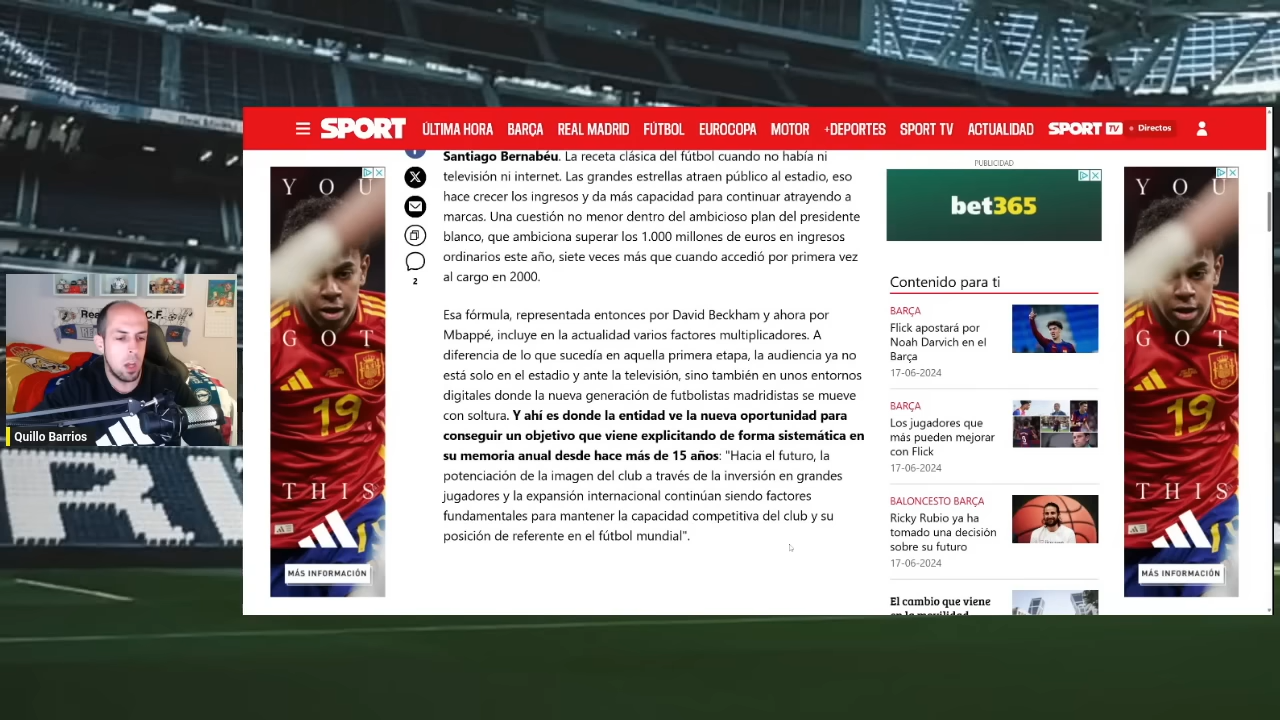 SPORT
ÚLTIMA HORA BARÇA REAL MADRID FÚTBOL EUROCOPA MOTOR +DEPORTES SPORT TV ACTUALIDAD SPORT TV Directos
Santiago Bernabéu. La receta clásica del fútbol cuando no había ni
televisión ni internet. Las grandes estrellas atraen público al estadio, eso
hace crecer los ingresos y da más capacidad para continuar atrayendo a
marcas. Una cuestión no menor dentro del ambicioso plan del presidente
blanco, que ambiciona superar los 1.000 millones de euros en ingresos
ordinarios este año, siete veces más que cuando accedió por primera vez
al cargo en 2000.
2
Esa fórmula, representada entonces por David Beckham y ahora por
Mbappé, incluye en la actualidad varios factores multiplicadores. A
diferencia de lo que sucedía en aquella primera etapa, la audiencia ya no
está solo en el estadio y ante la televisión, sino también en unos entornos
digitales donde la nueva generación de futbolistas madridistas se mueve
con soltura. Y ahí es donde la entidad ve la nueva oportunidad para
conseguir un objetivo que viene explicitando de forma sistemática en
su memoria anual desde hace más de 15 años: "Hacia el futuro, la
potenciación de la imagen del club a través de la inversión en grandes
jugadores y la expansión internacional continúan siendo factores
fundamentales para mantener la capacidad competitiva del club y su
posición de referente en el fútbol mundial".
PUBLICIDAD
bet365
Contenido para ti
BARÇA
Flick apostará por
Noah Darvich en el
Barça
17-06-2024
BARÇA
Los jugadores que
más pueden mejorar
con Flick
17-06-2024
BALONCESTO BARÇA
Ricky Rubio ya ha
tomado una decisión
sobre su futuro
17-06-2024
El cambio que viene
en la movilidad
YOU
GOT
19
THIS
MÁS INFORMACIÓN
YOU
GOT
19
THIS
MÁS INFORMACIÓN
Quillo Barrios